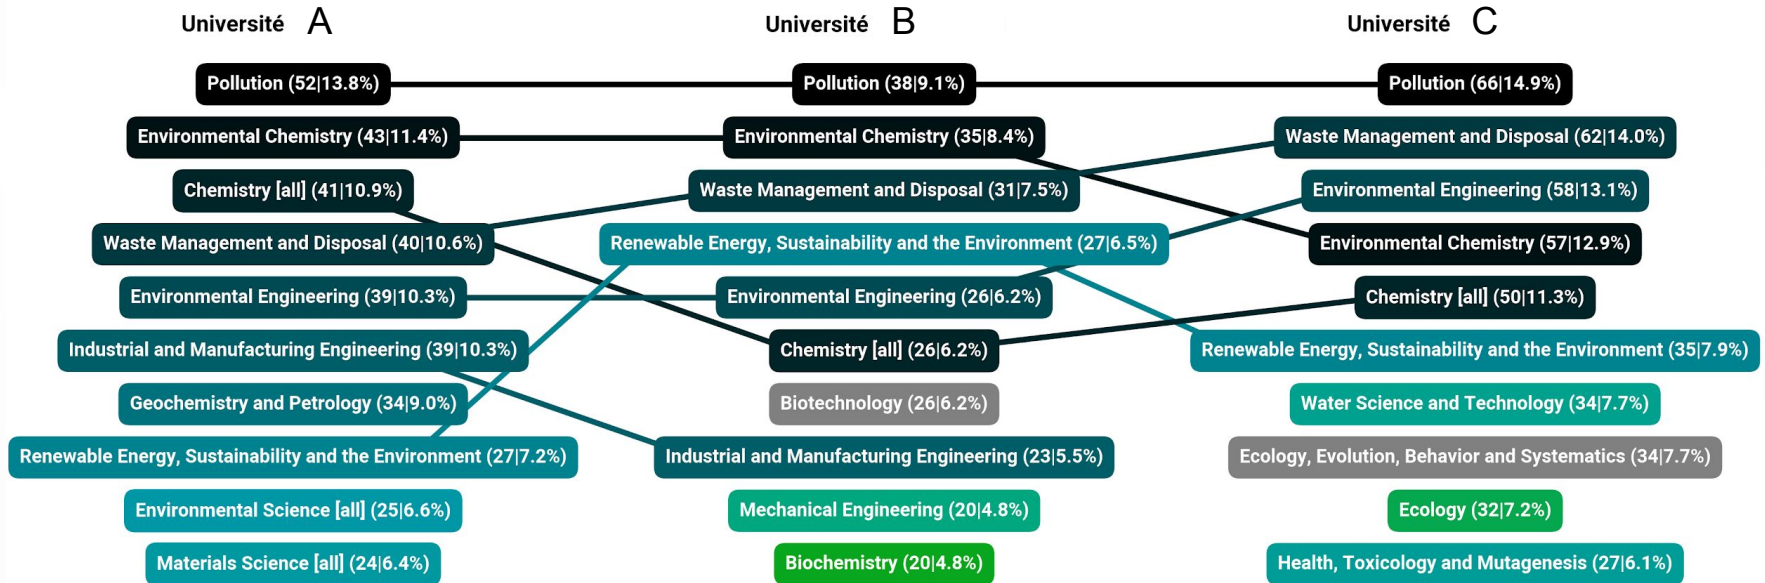 Université A
Université B
Université C
Pollution (52|13.8%)
Pollution (38|9.1%)
Pollution (66|14.9%)
Environmental Chemistry (43|11.4%)
Environmental Chemistry (35|8.4%)
Waste Management and Disposal (62|14.0%)
Chemistry [all] (41|10.9%)
Waste Management and Disposal (31|7.5%)
Environmental Engineering (58|13.1%)
Waste Management and Disposal (40|10.6%)
Renewable Energy, Sustainability and the Environment (27|6.5%)
Environmental Chemistry (57|12.9%)
Environmental Engineering (39|10.3%)
Environmental Engineering (26|6.2%)
Chemistry [all] (50|11.3%)
Industrial and Manufacturing Engineering (39|10.3%)
Chemistry [all] (26|6.2%)
Renewable Energy, Sustainability and the Environment (35|7.9%)
Geochemistry and Petrology (34|9.0%)
Biotechnology (26|6.2%)
Water Science and Technology (34|7.7%)
Renewable Energy, Sustainability and the Environment (27|7.2%)
Industrial and Manufacturing Engineering (23|5.5%)
Ecology, Evolution, Behavior and Systematics (34|7.7%)
Environmental Science [all] (25|6.6%)
Mechanical Engineering (20|4.8%)
Ecology (32|7.2%)
Materials Science [all] (24|6.4%)
Biochemistry (20|4.8%)
Health, Toxicology and Mutagenesis (27|6.1%)